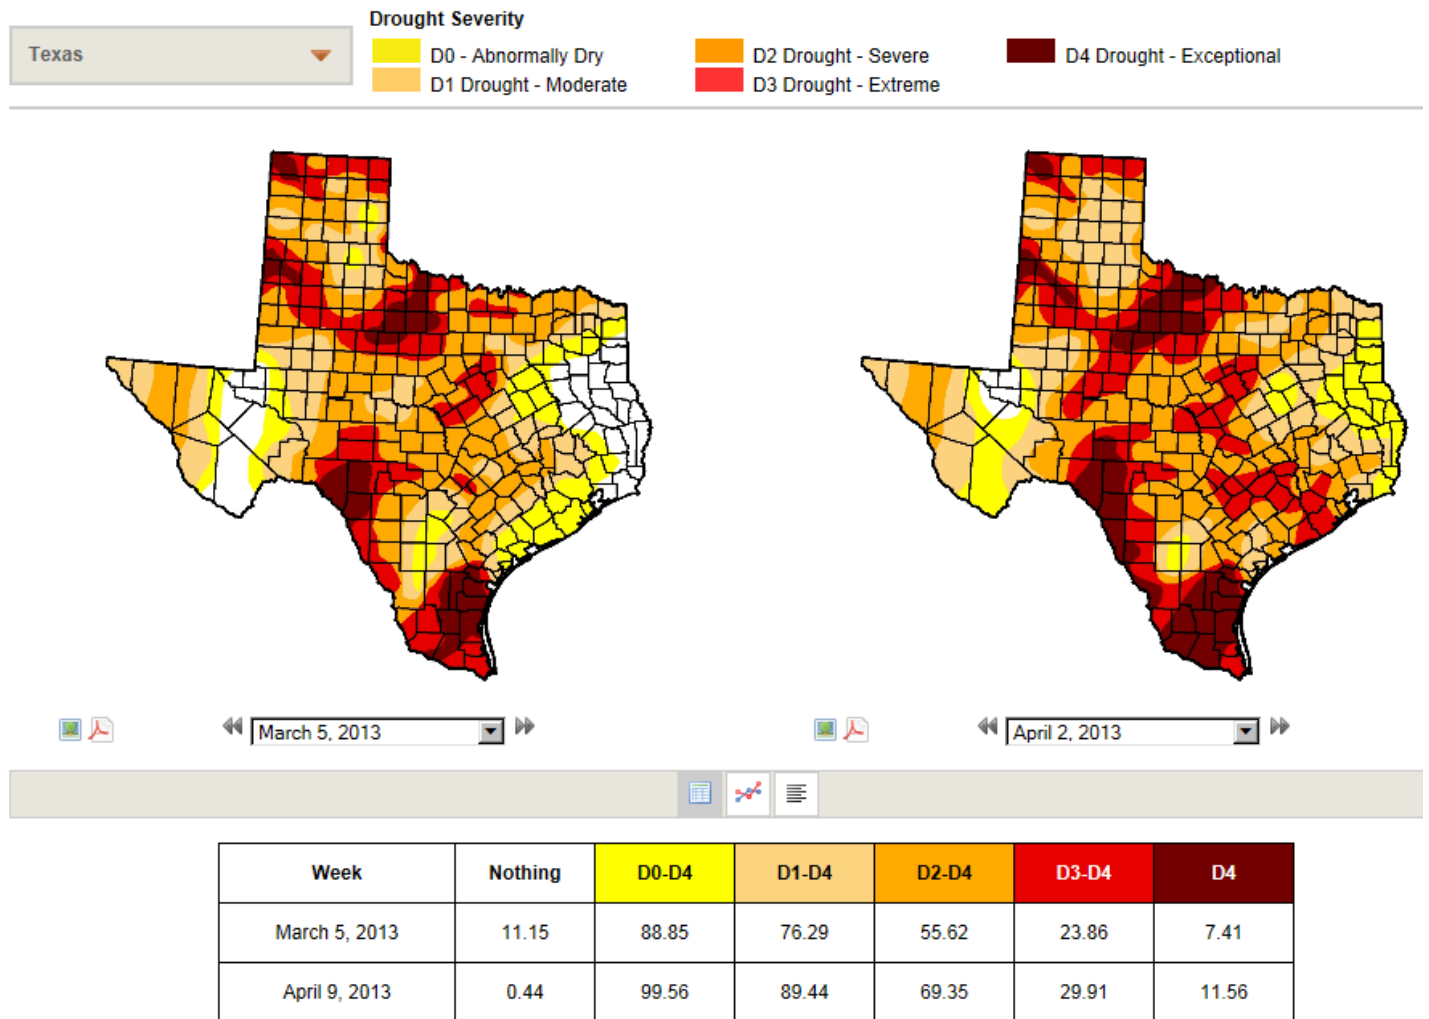 Drought Severity
Texas
D0 - Abnormally Dry
D2 Drought - Severe
D4 Drought - Exceptional
D1 Drought - Moderate
D3 Drought - Extreme
March 5, 2013
April 2, 2013
Week Nothing D0-D4 D1-D4 D2-D4 D3-D4 D4
March 5, 2013 11.15 88.85 76.29 55.62 23.86 7.41
April 9, 2013 0.44 99.56 89.44 69.35 29.91 11.56